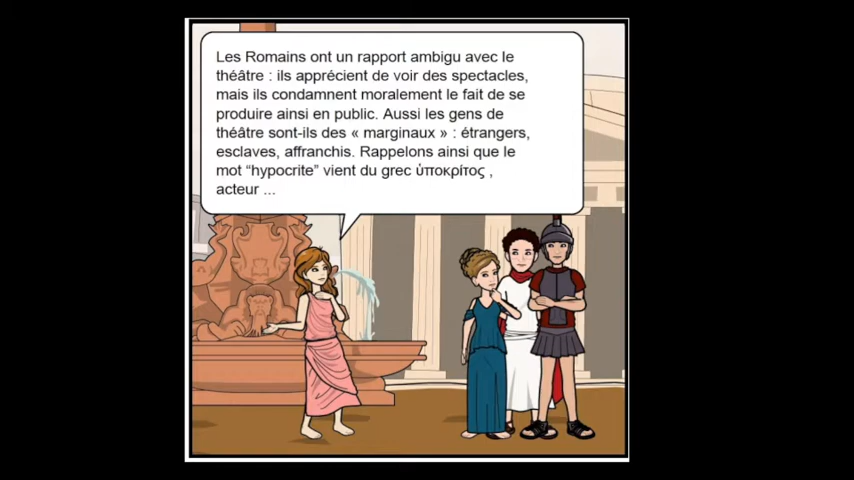 Les Romains ont un rapport ambigu avec le
théâtre : ils apprécient de voir des spectacles,
mais ils condamnent moralement le fait de se
produire ainsi en public. Aussi les gens de
théâtre sont-ils des « marginaux » : étrangers,
esclaves, affranchis. Rappelons ainsi que le
mot “hypocrite” vient du grec ὑποκρίτος ,
acteur ...